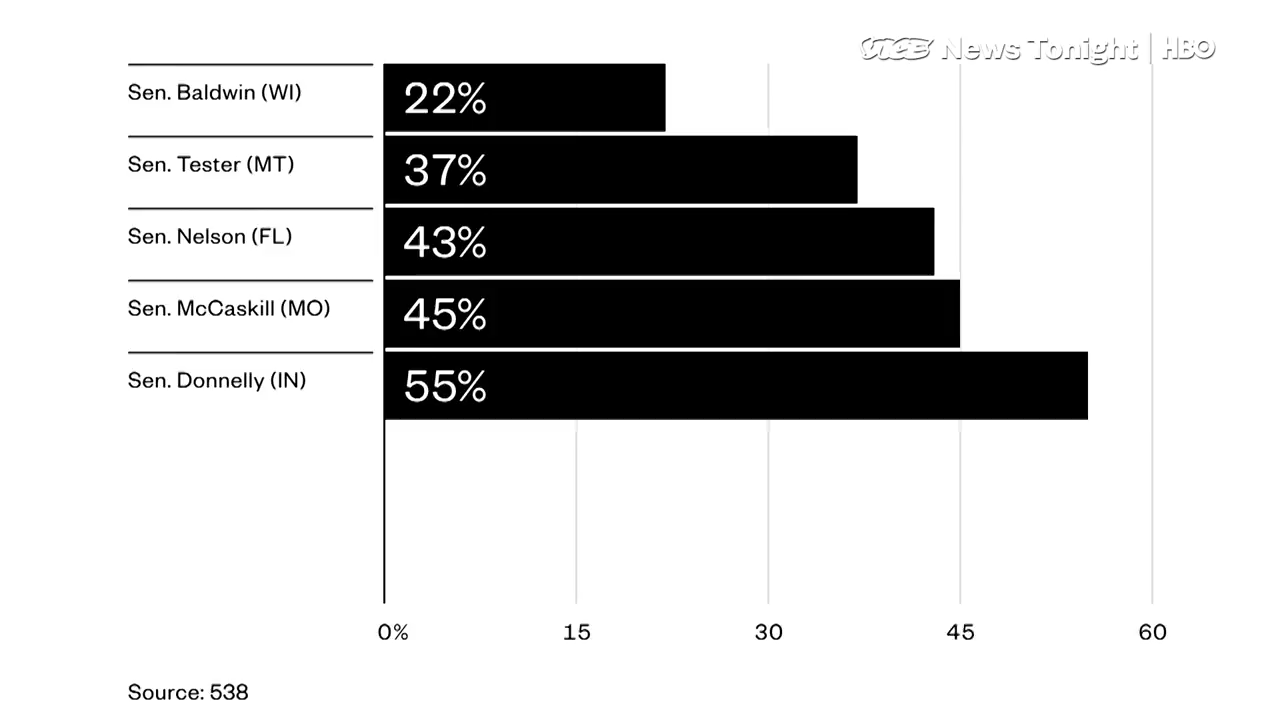 VICE News Tonight | HBO
Sen. Baldwin (WI) 22%
Sen. Tester (MT) 37%
Sen. Nelson (FL) 43%
Sen. McCaskill (MO) 45%
Sen. Donnelly (IN) 55%
0% 15 30 45 60
Source: 538